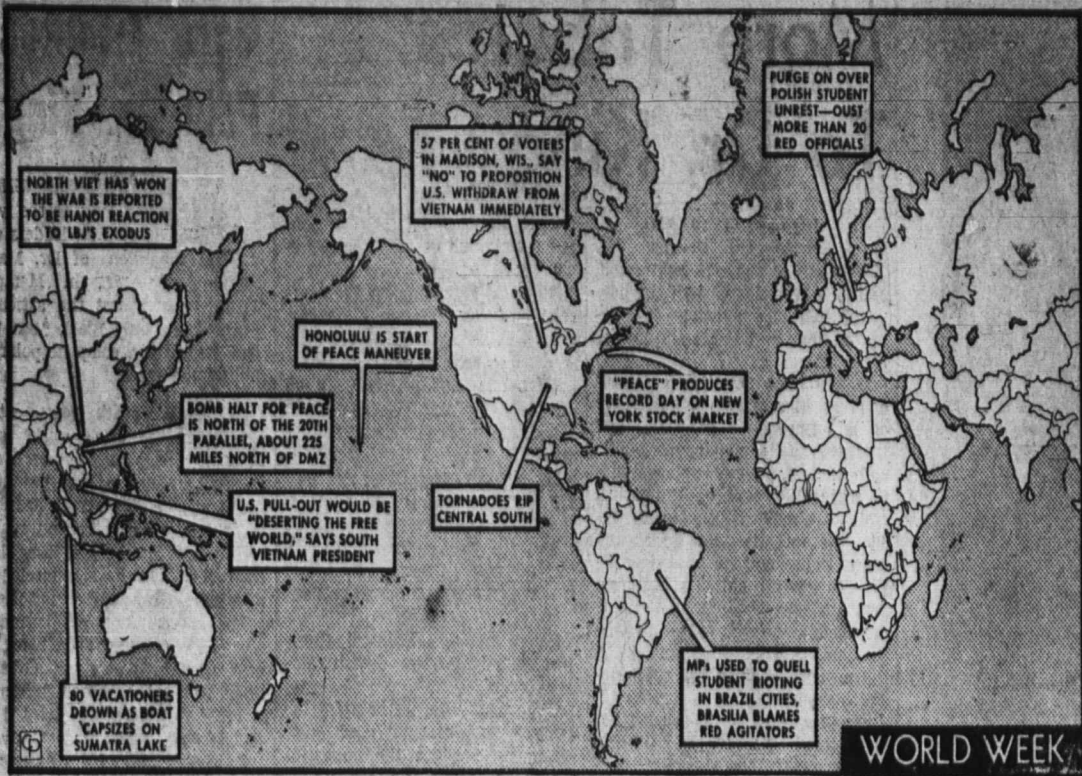 PURGE ON OVER
POLISH STUDENT
UNREST—OUST
MORE THAN 20
RED OFFICIALS
57 PER CENT OF VOTERS
IN MADISON, WIS., SAY
"NO" TO PROPOSITION
U.S. WITHDRAW FROM
VIETNAM IMMEDIATELY
NORTH VIET HAS WON
THE WAR IS REPORTED
TO BE HANOI REACTION
TO LBJ'S EXODUS
HONOLULU IS START
OF PEACE MANEUVER
"PEACE" PRODUCES
RECORD DAY ON NEW
YORK STOCK MARKET
BOMB HALT FOR PEACE
IS NORTH OF THE 20TH
PARALLEL, ABOUT 225
MILES NORTH OF DMZ
TORNADOES RIP
CENTRAL SOUTH
U.S. PULL-OUT WOULD BE
"DESERTING THE FREE
WORLD," SAYS SOUTH
VIETNAM PRESIDENT
MPs USED TO QUELL
STUDENT RIOTING
IN BRAZIL CITIES,
BRASILIA BLAMES
RED AGITATORS
80 VACATIONERS
DROWN AS BOAT
CAPSIZES ON
SUMATRA LAKE
CP
WORLD WEEK